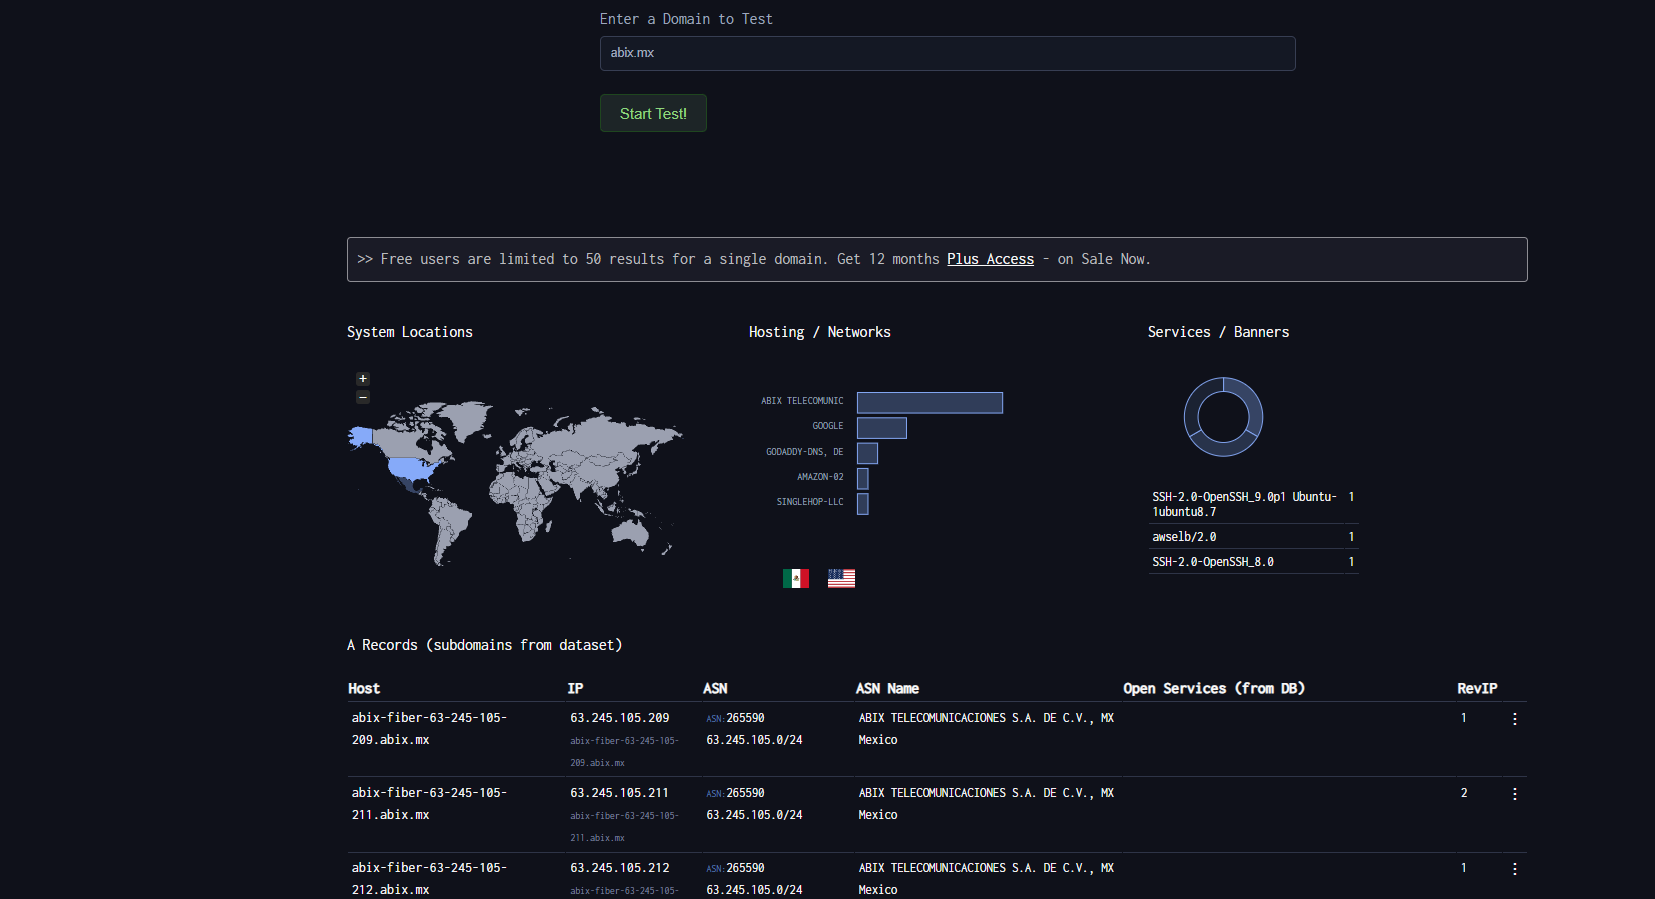 Enter a Domain to Test
abix.mx
Start Test!
>> Free users are limited to 50 results for a single domain. Get 12 months Plus Access - on Sale Now.
System Locations
Hosting / Networks
Services / Banners
+
−
ABIX TELECOMUNIC
GOOGLE
GODADDY-DNS, DE
AMAZON-02
SINGLEHOP-LLC
SSH-2.0-OpenSSH_9.0p1 Ubuntu- 1
1ubuntu8.7
awselb/2.0 1
SSH-2.0-OpenSSH_8.0 1
A Records (subdomains from dataset)
Host IP ASN ASN Name Open Services (from DB) RevIP
abix-fiber-63-245-105- 63.245.105.209 ASN:265590 ABIX TELECOMUNICACIONES S.A. DE C.V., MX 1
209.abix.mx abix-fiber-63-245-105- 63.245.105.0/24 Mexico
209.abix.mx
abix-fiber-63-245-105- 63.245.105.211 ASN:265590 ABIX TELECOMUNICACIONES S.A. DE C.V., MX 2
211.abix.mx abix-fiber-63-245-105- 63.245.105.0/24 Mexico
211.abix.mx
abix-fiber-63-245-105- 63.245.105.212 ASN:265590 ABIX TELECOMUNICACIONES S.A. DE C.V., MX 1
212.abix.mx abix-fiber-63-245-105- 63.245.105.0/24 Mexico